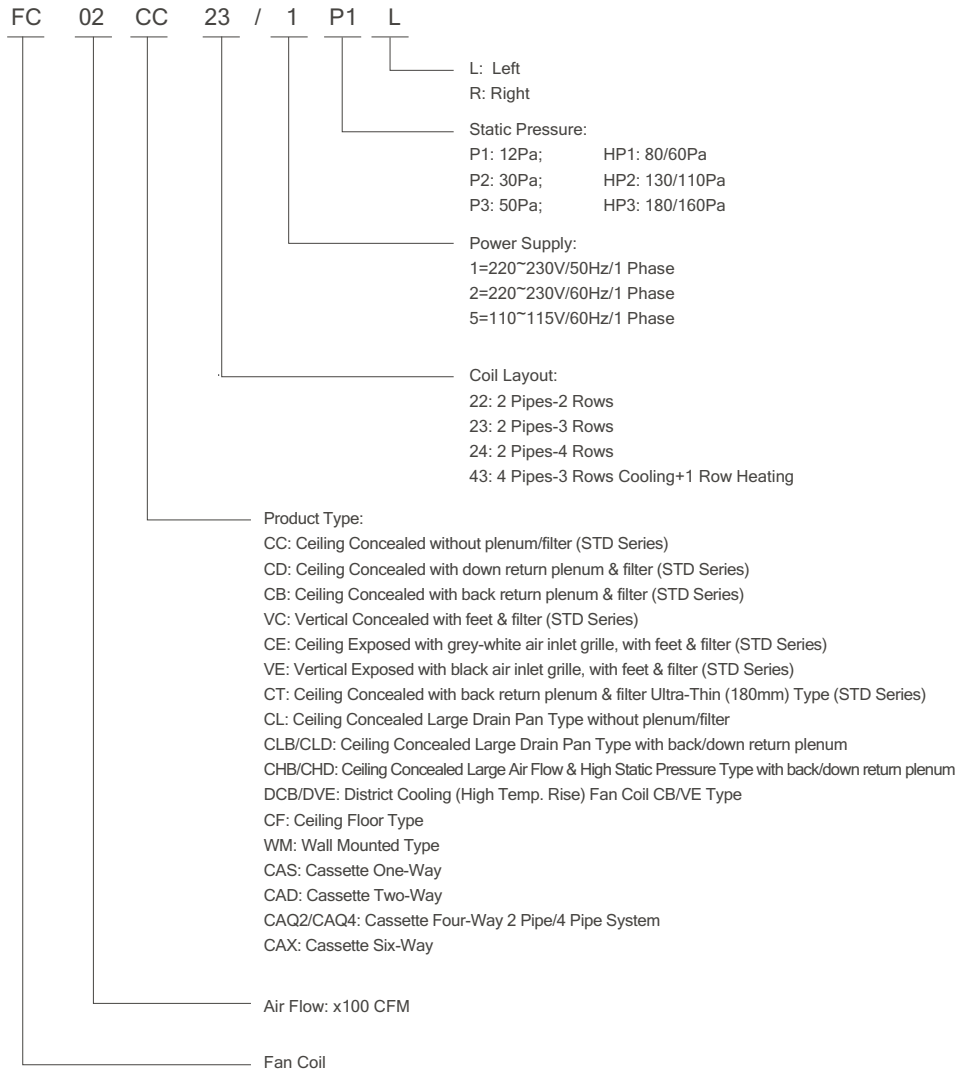 FC 02 CC 23 / 1 P1 L
L: Left
R: Right
Static Pressure:
P1: 12Pa; HP1: 80/60Pa
P2: 30Pa; HP2: 130/110Pa
P3: 50Pa; HP3: 180/160Pa
Power Supply:
1=220~230V/50Hz/1 Phase
2=220~230V/60Hz/1 Phase
5=110~115V/60Hz/1 Phase
Coil Layout:
22: 2 Pipes-2 Rows
23: 2 Pipes-3 Rows
24: 2 Pipes-4 Rows
43: 4 Pipes-3 Rows Cooling+1 Row Heating
Product Type:
CC: Ceiling Concealed without plenum/filter (STD Series)
CD: Ceiling Concealed with down return plenum & filter (STD Series)
CB: Ceiling Concealed with back return plenum & filter (STD Series)
VC: Vertical Concealed with feet & filter (STD Series)
CE: Ceiling Exposed with grey-white air inlet grille, with feet & filter (STD Series)
VE: Vertical Exposed with black air inlet grille, with feet & filter (STD Series)
CT: Ceiling Concealed with back return plenum & filter Ultra-Thin (180mm) Type (STD Series)
CL: Ceiling Concealed Large Drain Pan Type without plenum/filter
CLB/CLD: Ceiling Concealed Large Drain Pan Type with back/down return plenum
CHB/CHD: Ceiling Concealed Large Air Flow & High Static Pressure Type with back/down return plenum
DCB/DVE: District Cooling (High Temp. Rise) Fan Coil CB/VE Type
CF: Ceiling Floor Type
WM: Wall Mounted Type
CAS: Cassette One-Way
CAD: Cassette Two-Way
CAQ2/CAQ4: Cassette Four-Way 2 Pipe/4 Pipe System
CAX: Cassette Six-Way
Air Flow: x100 CFM
Fan Coil